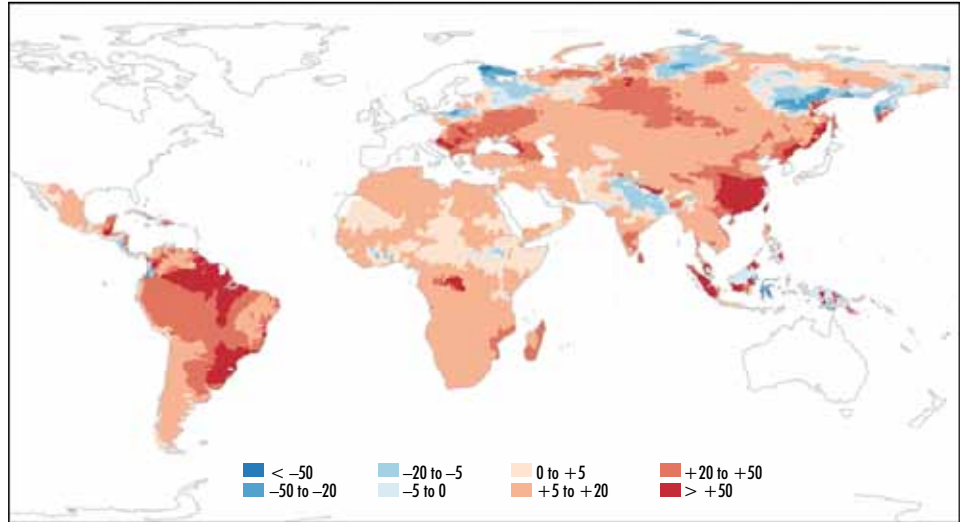 < –50 –20 to –5 0 to +5 +20 to +50
–50 to –20 –5 to 0 +5 to +20 > +50